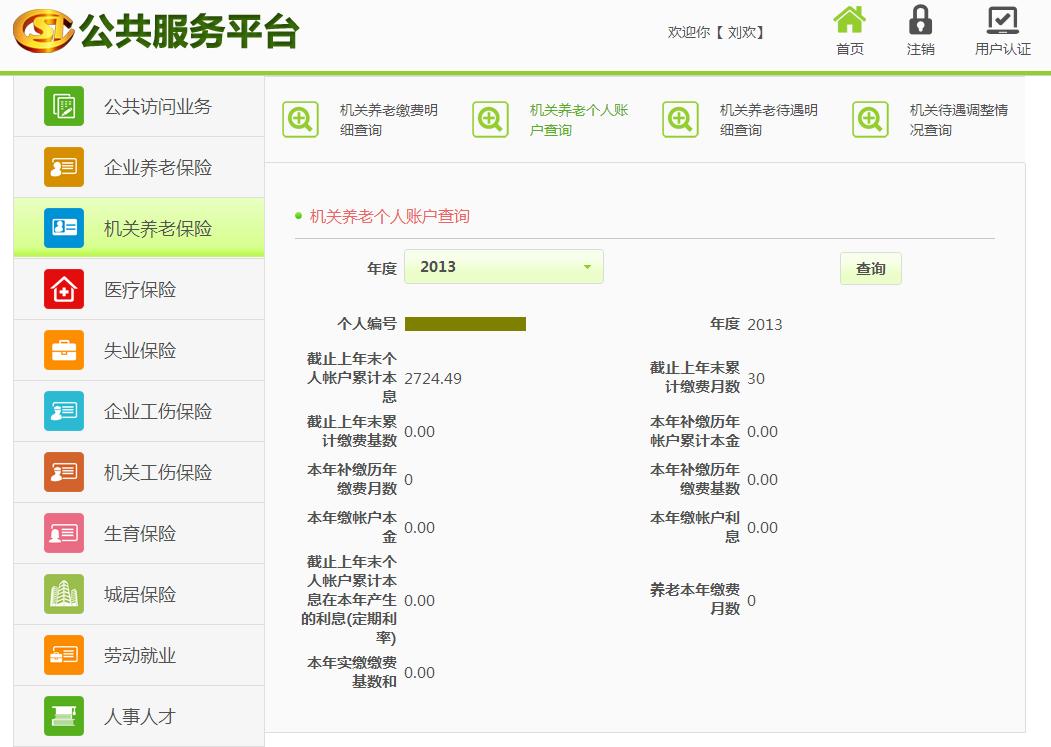 公共服务平台
欢迎你【 刘欢】
首页
注销
用户认证
公共访问业务
企业养老保险
机关养老保险
医疗保险
失业保险
企业工伤保险
机关工伤保险
生育保险
城居保险
劳动就业
人事人才
机关养老缴费明
细查询
机关养老个人账
户查询
机关养老待遇明
细查询
机关待遇调整情
况查询
机关养老个人账户查询
年度 2013 查询
个人编号
年度 2013
截止上年末个
人帐户累计本
息
2724.49
截止上年末累
计缴费月数
30
截止上年末累
计缴费基数
0.00
本年补缴历年
帐户累计本金
0.00
本年补缴历年
缴费月数
0
本年补缴历年
缴费基数
0.00
本年缴帐户本
金
0.00
本年缴帐户利
息
0.00
截止上年末个
人帐户累计本
息在本年产生
的利息(定期利
率)
0.00
养老本年缴费
月数
0
本年实缴缴费
基数和
0.00